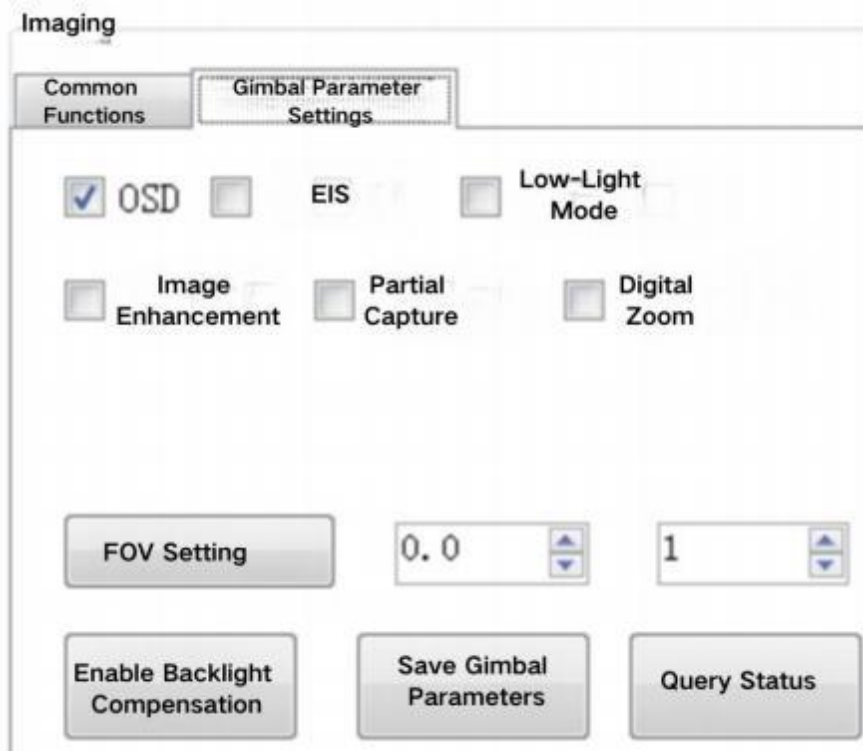 Imaging
Common Functions
Gimbal Parameter Settings
OSD
EIS
Low-Light Mode
Image Enhancement
Partial Capture
Digital Zoom
FOV Setting
0.0
1
Enable Backlight Compensation
Save Gimbal Parameters
Query Status